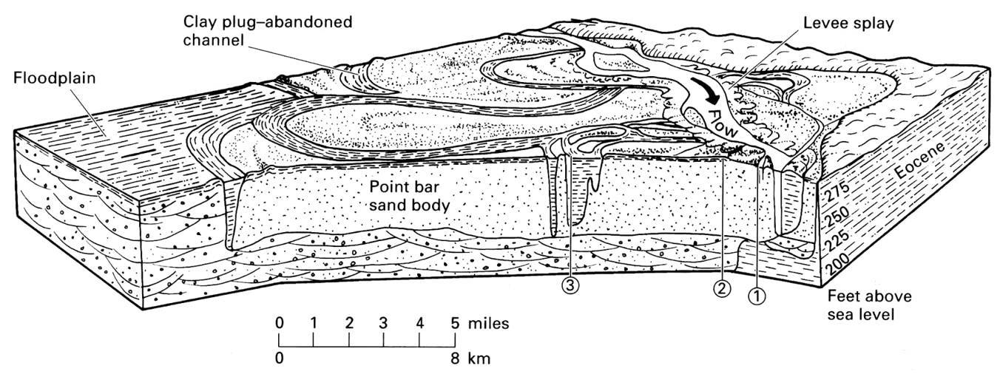 Clay plug–abandoned
channel
Levee splay
Floodplain
Flow
Eocene
Point bar
sand body
275
250
225
200
③
②
①
Feet above
sea level
0 1 2 3 4 5 miles
0 8 km